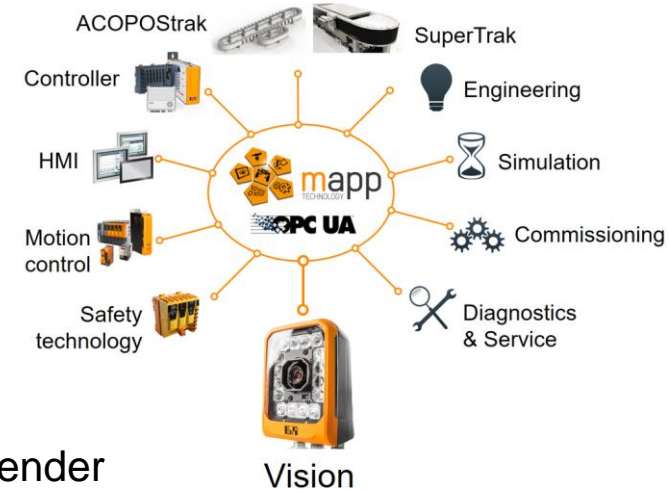 ACOPOStrak
SuperTrak
Controller
Engineering
HMI
mapp
TECHNOLOGY
Simulation
OPC UA
Motion
control
Commissioning
Safety
technology
Diagnostics
& Service
B&R
ender
Vision